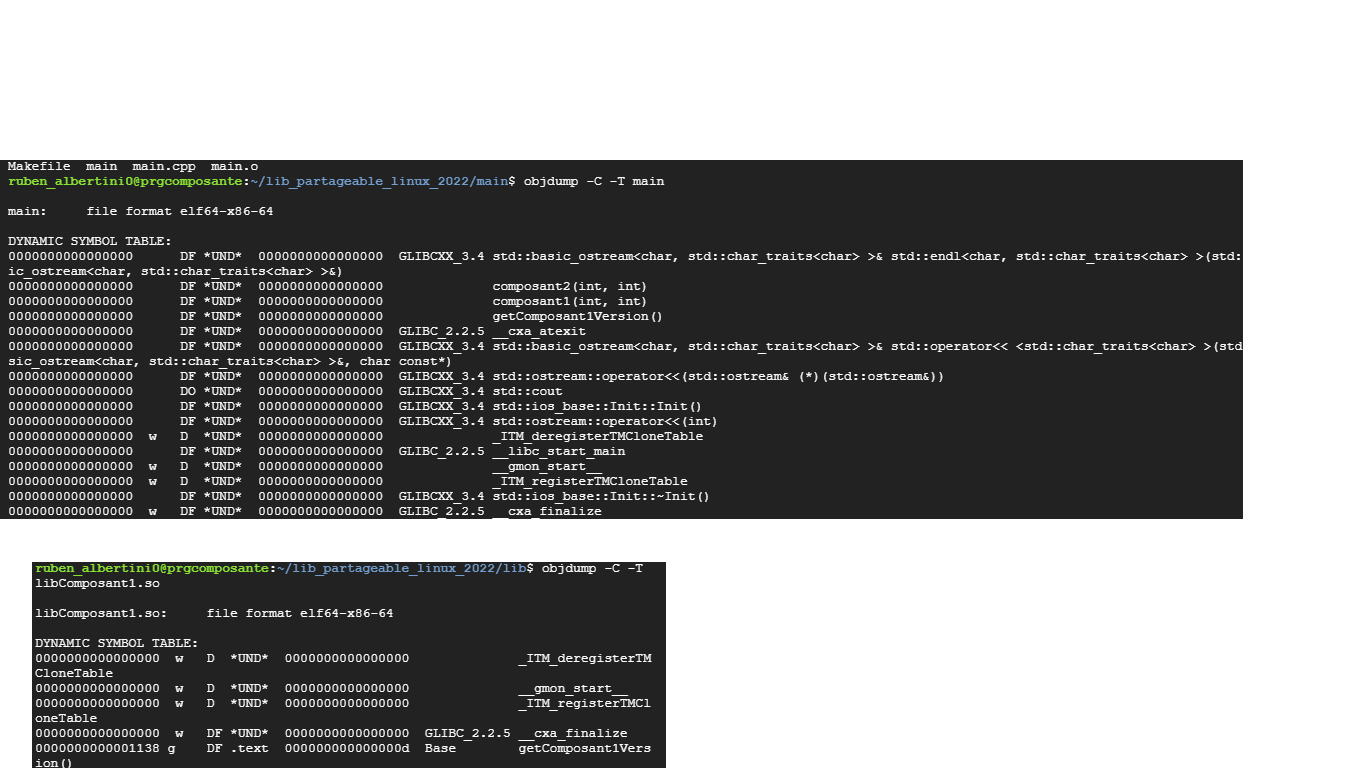 Makefile  main  main.cpp  main.o
ruben_albertini0@prgcomposante:~/lib_partageable_linux_2022/main$ objdump -C -T main
main:     file format elf64-x86-64
DYNAMIC SYMBOL TABLE:
0000000000000000      DF *UND*  0000000000000000  GLIBCXX_3.4 std::basic_ostream<char, std::char_traits<char> >& std::endl<char, std::char_traits<char> >(std:
ic_ostream<char, std::char_traits<char> >&)
0000000000000000      DF *UND*  0000000000000000              composant2(int, int)
0000000000000000      DF *UND*  0000000000000000              composant1(int, int)
0000000000000000      DF *UND*  0000000000000000              getComposant1Version()
0000000000000000      DF *UND*  0000000000000000  GLIBC_2.2.5 __cxa_atexit
0000000000000000      DF *UND*  0000000000000000  GLIBCXX_3.4 std::basic_ostream<char, std::char_traits<char> >& std::operator<< <std::char_traits<char> >(std
sic_ostream<char, std::char_traits<char> >&, char const*)
0000000000000000      DF *UND*  0000000000000000  GLIBCXX_3.4 std::ostream::operator<<(std::ostream& (*)(std::ostream&))
0000000000000000      DO *UND*  0000000000000000  GLIBCXX_3.4 std::cout
0000000000000000      DF *UND*  0000000000000000  GLIBCXX_3.4 std::ios_base::Init::Init()
0000000000000000      DF *UND*  0000000000000000  GLIBCXX_3.4 std::ostream::operator<<(int)
0000000000000000  w   D  *UND*  0000000000000000              _ITM_deregisterTMCloneTable
0000000000000000      DF *UND*  0000000000000000  GLIBC_2.2.5 __libc_start_main
0000000000000000  w   D  *UND*  0000000000000000              __gmon_start__
0000000000000000  w   D  *UND*  0000000000000000              _ITM_registerTMCloneTable
0000000000000000      DF *UND*  0000000000000000  GLIBCXX_3.4 std::ios_base::Init::~Init()
0000000000000000  w   DF *UND*  0000000000000000  GLIBC_2.2.5 __cxa_finalize
ruben_albertini0@prgcomposante:~/lib_partageable_linux_2022/lib$ objdump -C -T
libComposant1.so
libComposant1.so:     file format elf64-x86-64
DYNAMIC SYMBOL TABLE:
0000000000000000  w   D  *UND*  0000000000000000              _ITM_deregisterTM
CloneTable
0000000000000000  w   D  *UND*  0000000000000000              __gmon_start__
0000000000000000  w   D  *UND*  0000000000000000              _ITM_registerTMCl
oneTable
0000000000000000  w   DF *UND*  0000000000000000  GLIBC_2.2.5 __cxa_finalize
0000000000001138 g    DF .text  000000000000000d  Base        getComposant1Vers
ion()